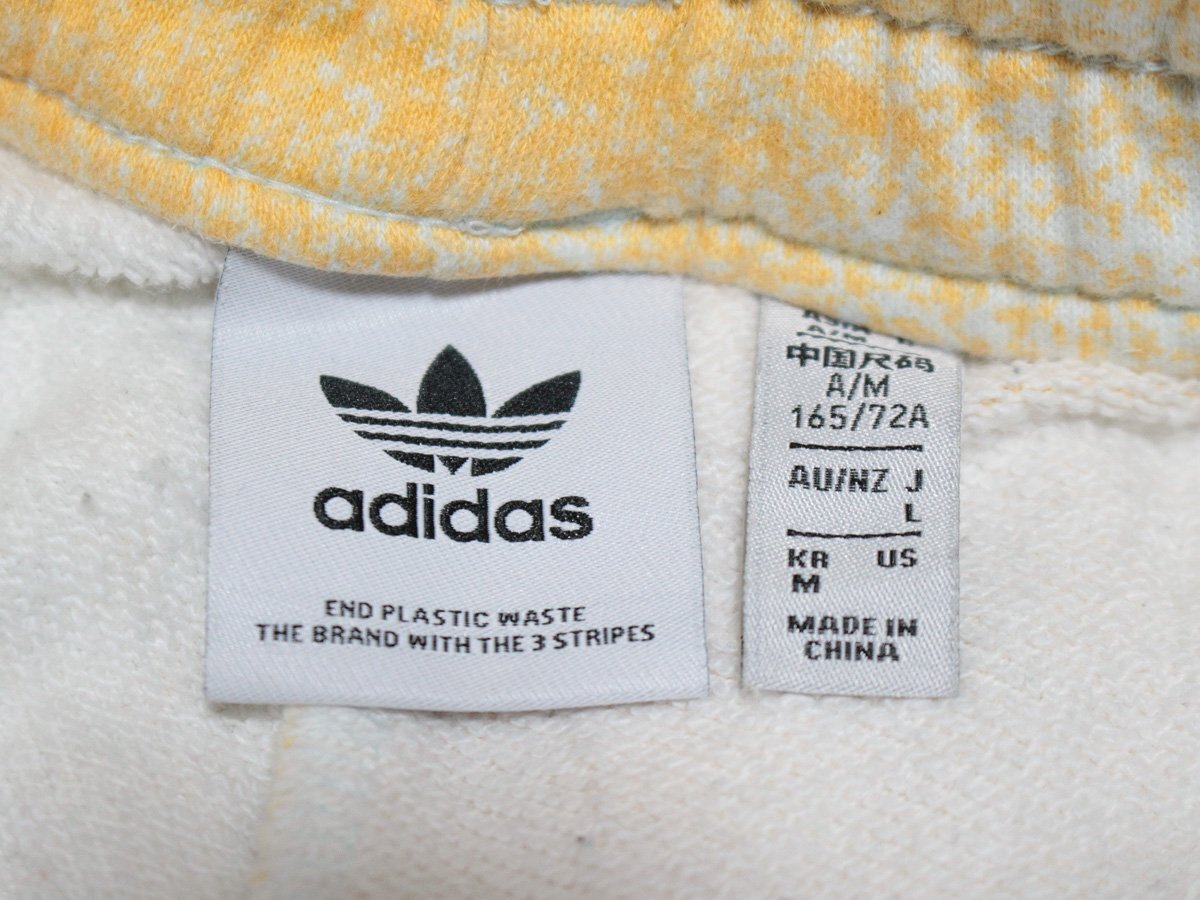 adidas
END PLASTIC WASTE
THE BRAND WITH THE 3 STRIPES
A/M
中国尺码
A/M
165/72A
AU/NZ J
L
KR US
M
MADE IN
CHINA